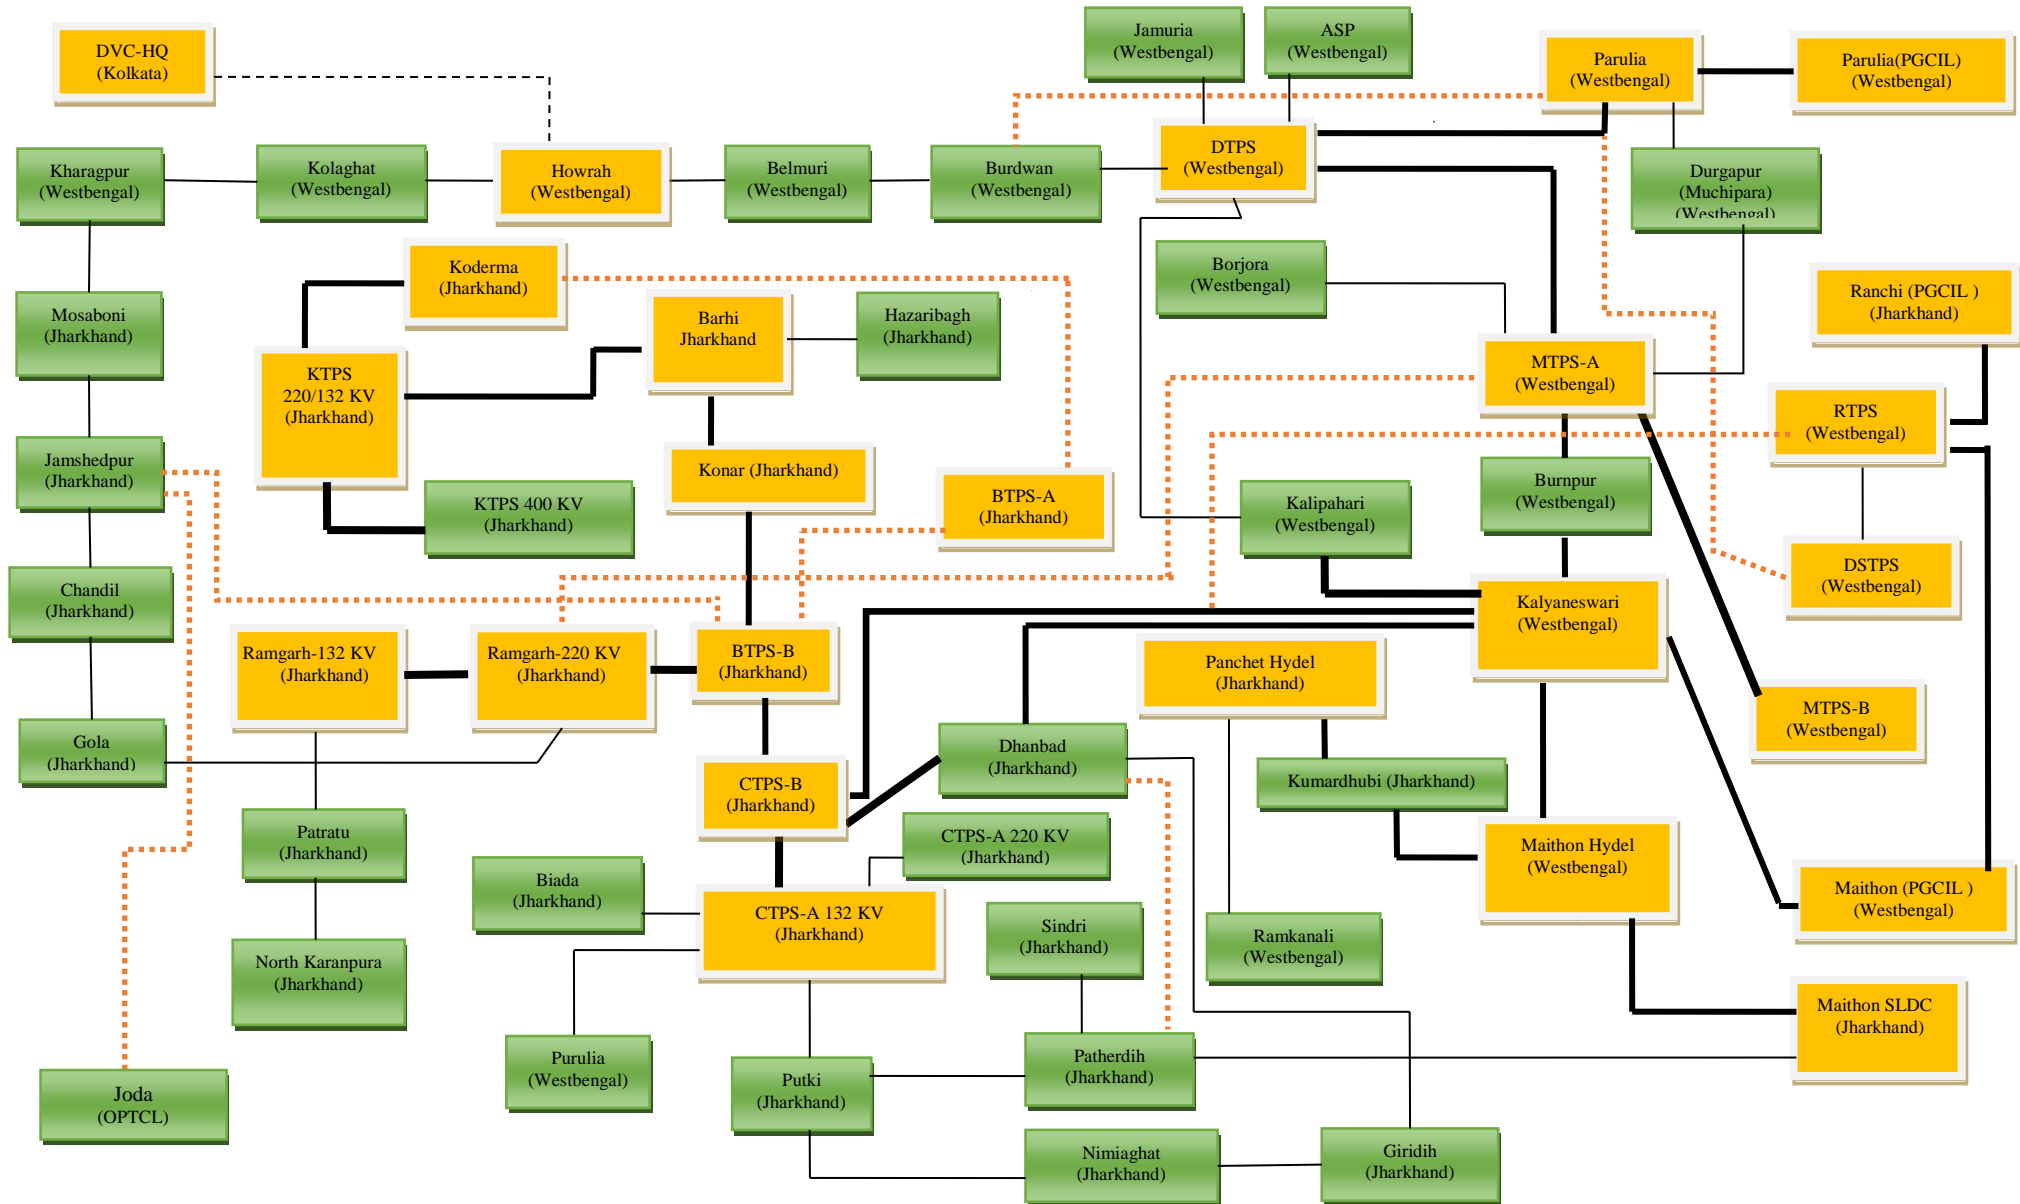 DVC-HQ
(Kolkata)
Jamuria
(Westbengal)
ASP
(Westbengal)
Parulia
(Westbengal)
Parulia(PGCIL)
(Westbengal)
Kharagpur
(Westbengal)
Kolaghat
(Westbengal)
Howrah
(Westbengal)
Belmuri
(Westbengal)
Burdwan
(Westbengal)
DTPS
(Westbengal)
Durgapur
(Muchipara)
(Westbengal)
Koderma
(Jharkhand)
Borjora
(Westbengal)
Ranchi (PGCIL )
(Jharkhand)
Mosaboni
(Jharkhand)
Barhi
Jharkhand
Hazaribagh
(Jharkhand)
KTPS
220/132 KV
(Jharkhand)
MTPS-A
(Westbengal)
RTPS
(Westbengal)
Jamshedpur
(Jharkhand)
Konar (Jharkhand)
KTPS 400 KV
(Jharkhand)
BTPS-A
(Jharkhand)
Kalipahari
(Westbengal)
Burnpur
(Westbengal)
DSTPS
(Westbengal)
Chandil
(Jharkhand)
Kalyaneswari
(Westbengal)
Ramgarh-132 KV
(Jharkhand)
Ramgarh-220 KV
(Jharkhand)
BTPS-B
(Jharkhand)
Panchet Hydel
(Jharkhand)
MTPS-B
(Westbengal)
Gola
(Jharkhand)
Dhanbad
(Jharkhand)
CTPS-B
(Jharkhand)
Kumardhubi (Jharkhand)
Patratu
(Jharkhand)
CTPS-A 220 KV
(Jharkhand)
Maithon Hydel
(Westbengal)
Biada
(Jharkhand)
Maithon (PGCIL )
(Westbengal)
CTPS-A 132 KV
(Jharkhand)
Sindri
(Jharkhand)
Ramkanali
(Westbengal)
North Karanpura
(Jharkhand)
Maithon SLDC
(Jharkhand)
Purulia
(Westbengal)
Putki
(Jharkhand)
Patherdih
(Jharkhand)
Joda
(OPTCL)
Nimiaghat
(Jharkhand)
Giridih
(Jharkhand)